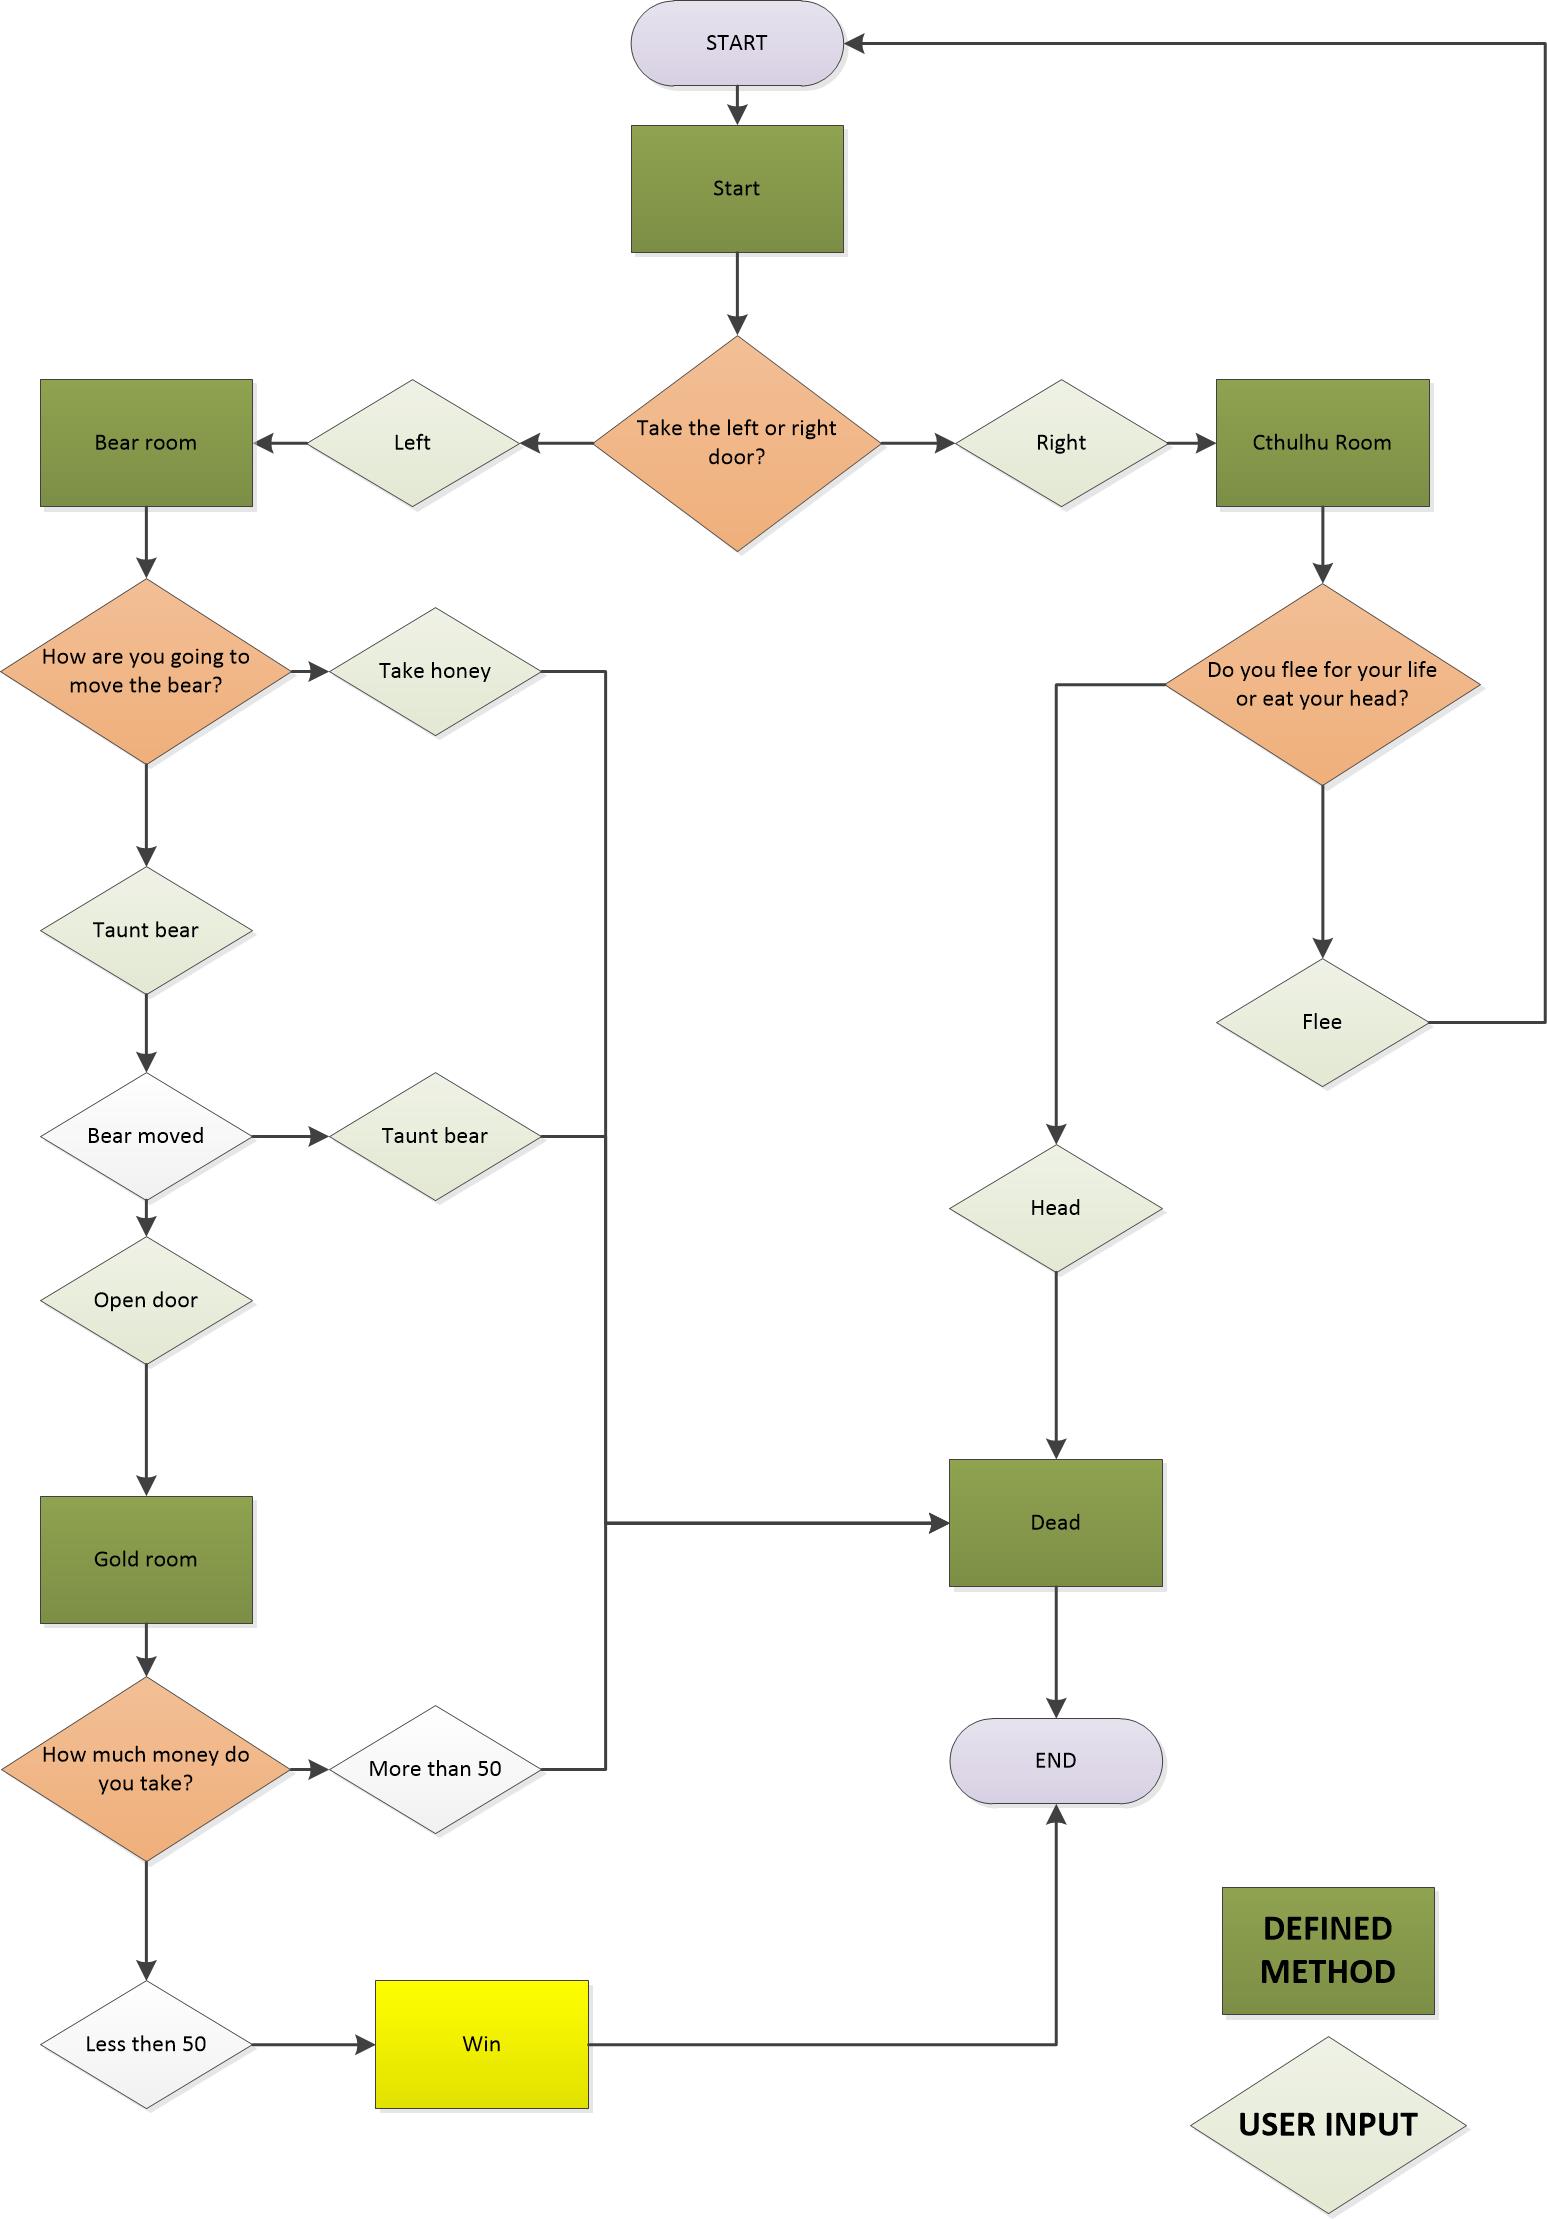 START
Start
Take the left or right
door?
Left
Bear room
Right
Cthulhu Room
How are you going to
move the bear?
Take honey
Do you flee for your life
or eat your head?
Taunt bear
Flee
Bear moved
Taunt bear
Head
Open door
Dead
Gold room
How much money do
you take?
More than 50
END
Less then 50
Win
DEFINED
METHOD
USER INPUT